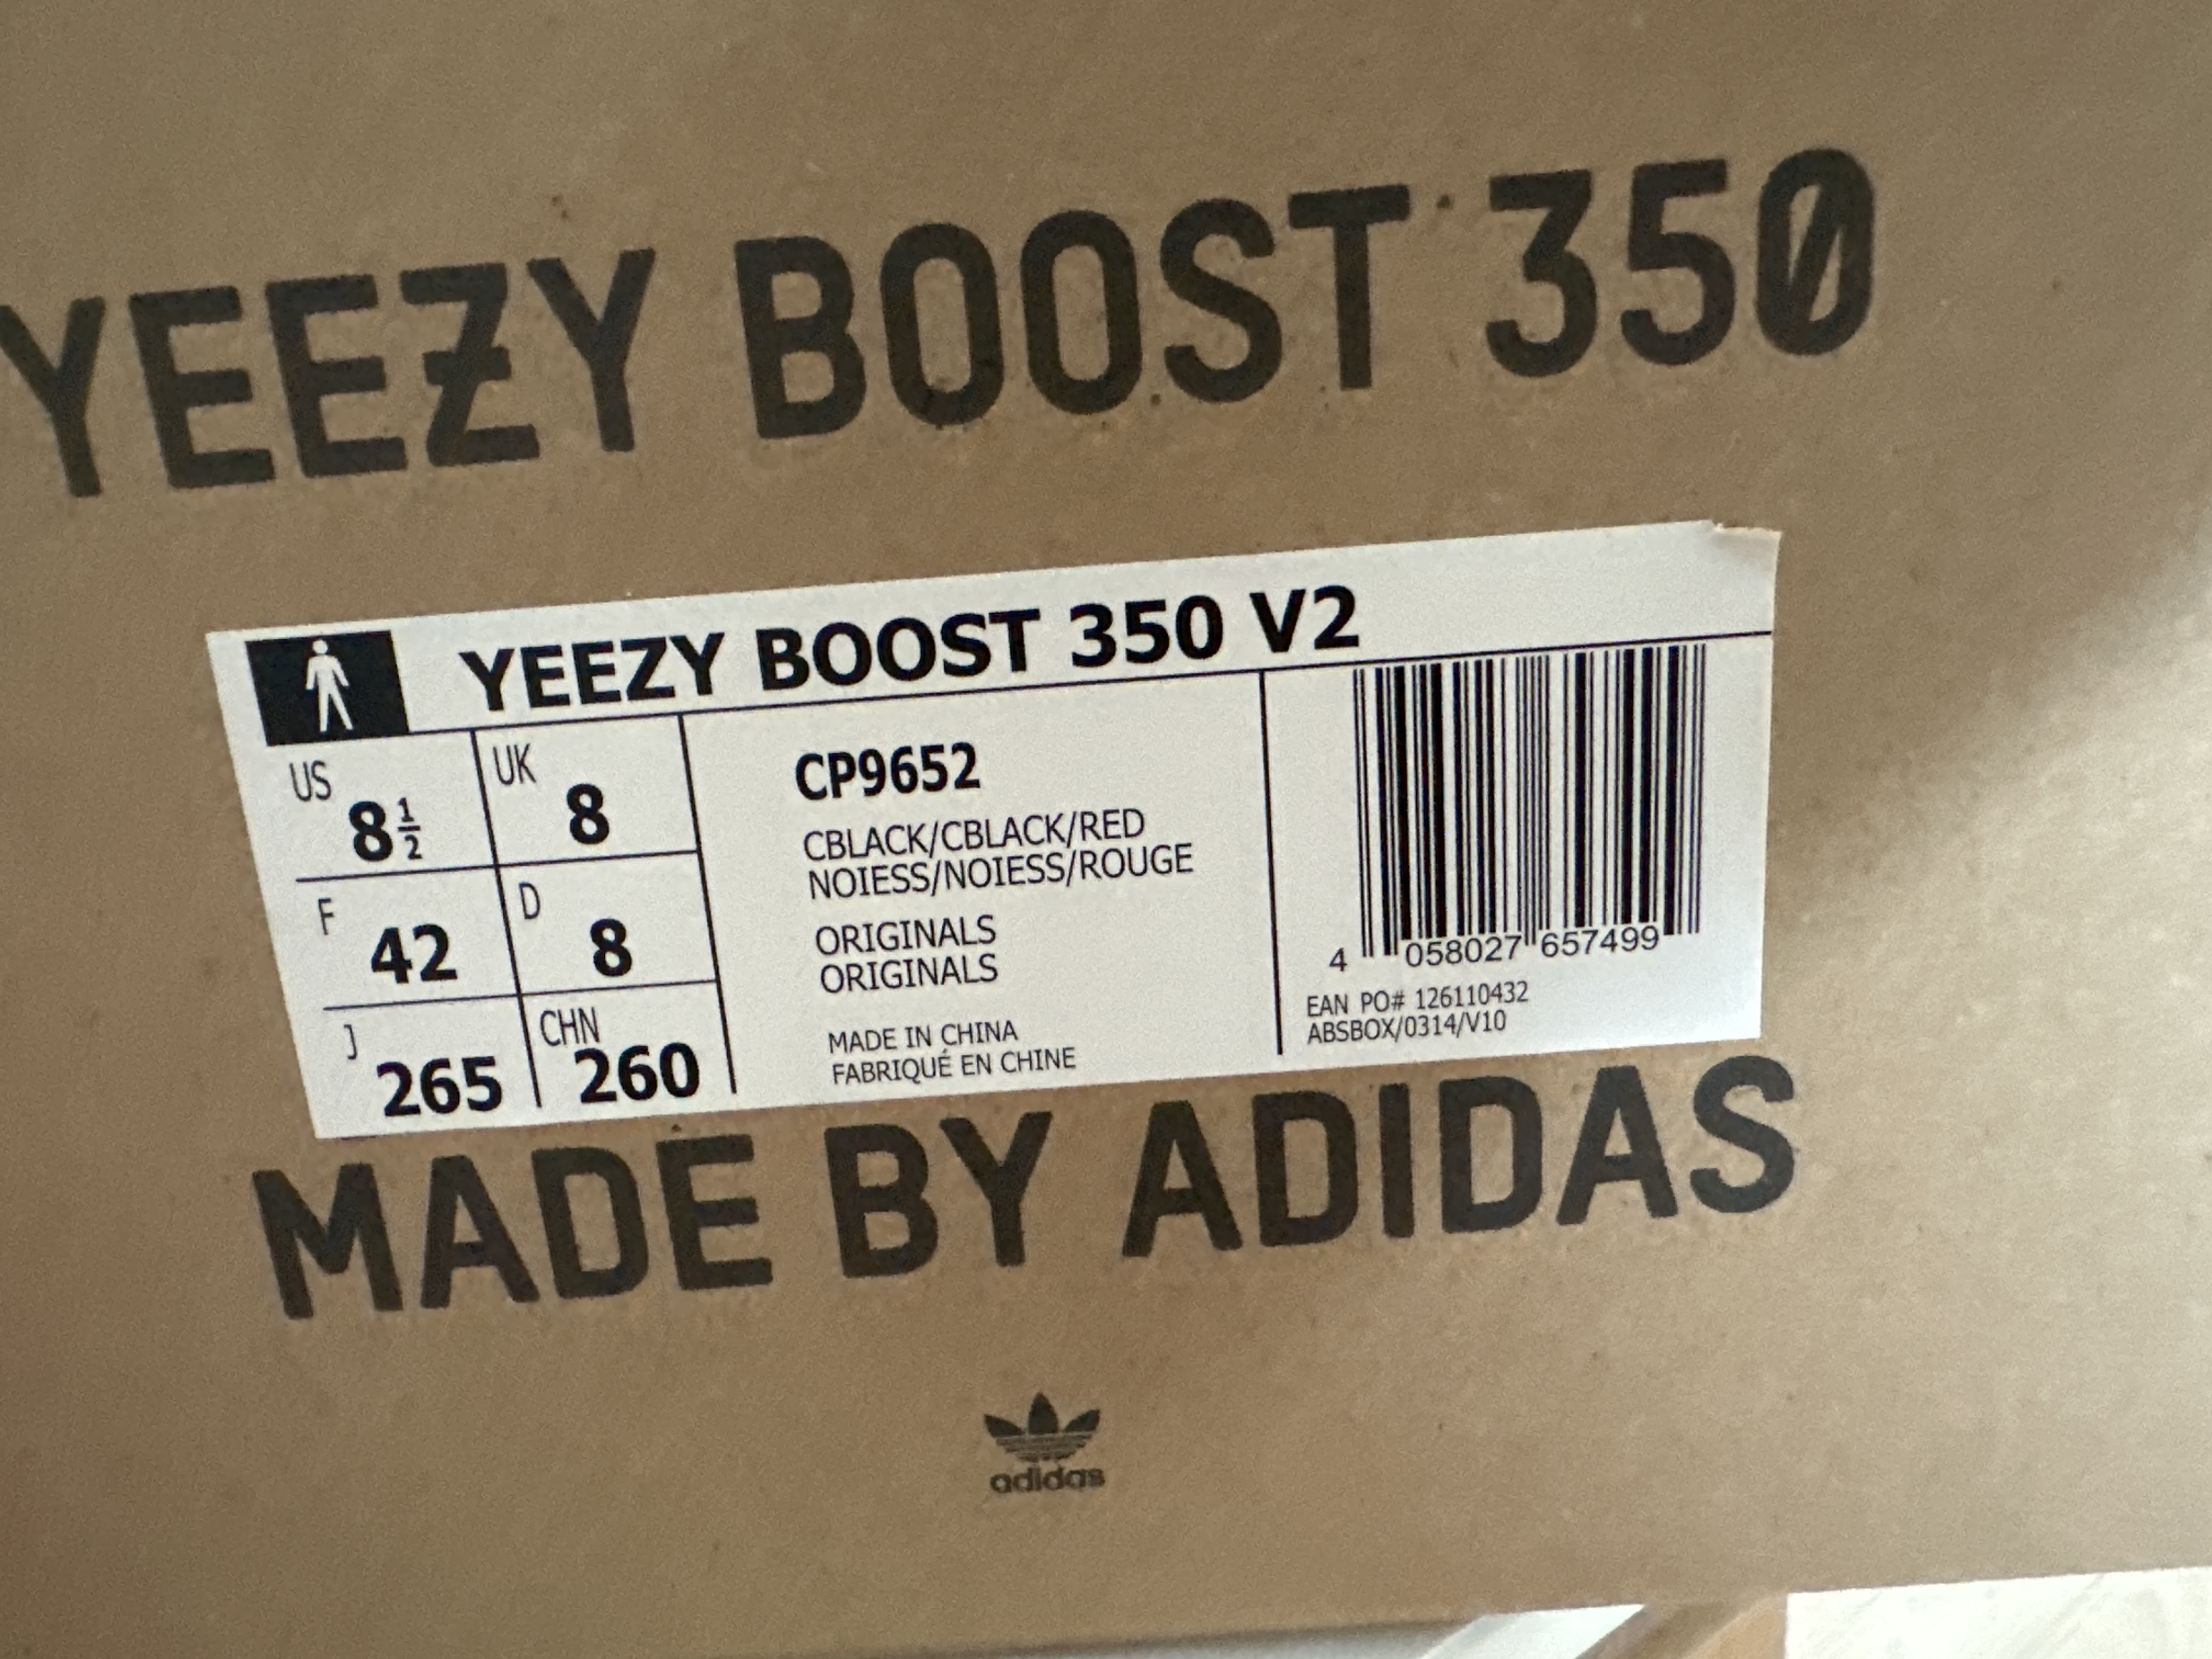 YEEZY BOOST 350
YEEZY BOOST 350 V2
US 8½ UK 8
F 42 D 8
J 265 CHN 260
CP9652
CBLACK/CBLACK/RED
NOIESS/NOIESS/ROUGE
ORIGINALS
ORIGINALS
MADE IN CHINA
FABRIQUÉ EN CHINE
4 058027 657499
EAN PO# 126110432
ABSBOX/0314/V10
MADE BY ADIDAS
adidas